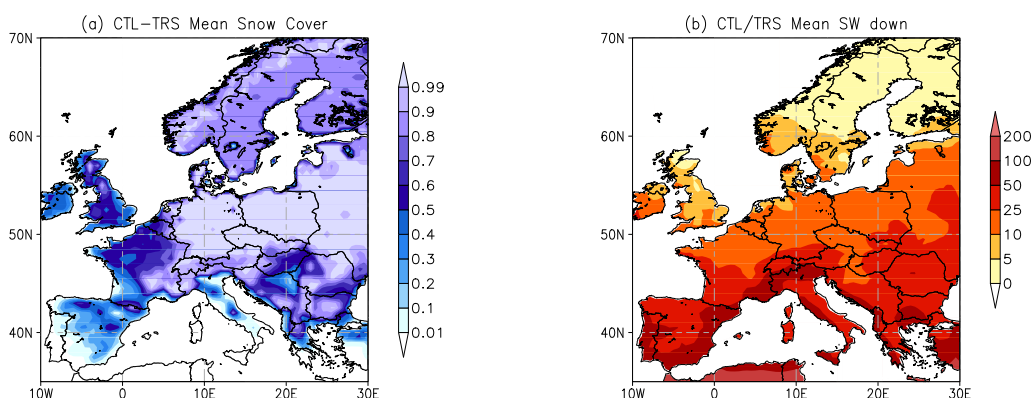 (a) CTL-TRS Mean Snow Cover
70N
60N
50N
40N
10W
0
10E
20E
30E
0.99
0.9
0.8
0.7
0.6
0.5
0.4
0.3
0.2
0.1
0.01
(b) CTL/TRS Mean SW down
70N
60N
50N
40N
10W
0
10E
20E
30E
200
100
50
25
10
5
0